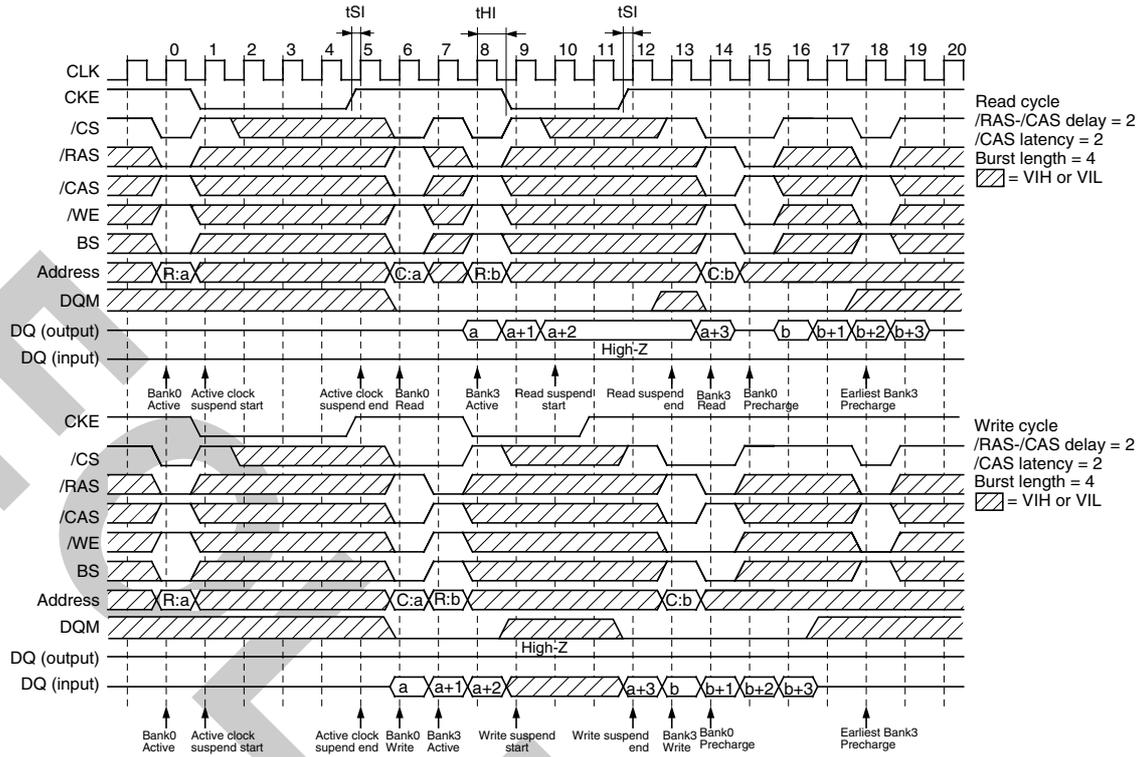 tSI tHI tSI
0 1 2 3 4 5 6 7 8 9 10 11 12 13 14 15 16 17 18 19 20
CLK
CKE
/CS
/RAS
/CAS
/WE
BS
Address R:a C:a R:b C:b
DQM
DQ (output) a a+1 a+2 a+3 b b+1 b+2 b+3
High-Z
DQ (input)
Read cycle
/RAS-/CAS delay = 2
/CAS latency = 2
Burst length = 4
= VIH or VIL
Bank0
Active
Active clock
suspend start
Active clock
suspend end
Bank0
Read
Bank3
Active
Read suspend
start
Read suspend
end
Bank3
Read
Bank0
Precharge
Earliest Bank3
Precharge
CKE
/CS
/RAS
/CAS
/WE
BS
Address R:a C:a R:b C:b
DQM
High-Z
DQ (output)
DQ (input) a a+1 a+2 a+3 b b+1 b+2 b+3
Write cycle
/RAS-/CAS delay = 2
/CAS latency = 2
Burst length = 4
= VIH or VIL
Bank0
Active
Active clock
suspend start
Active clock
supend end
Bank0
Write
Bank3
Active
Write suspend
start
Write suspend
end
Bank3
Write
Bank0
Precharge
Earliest Bank3
Precharge